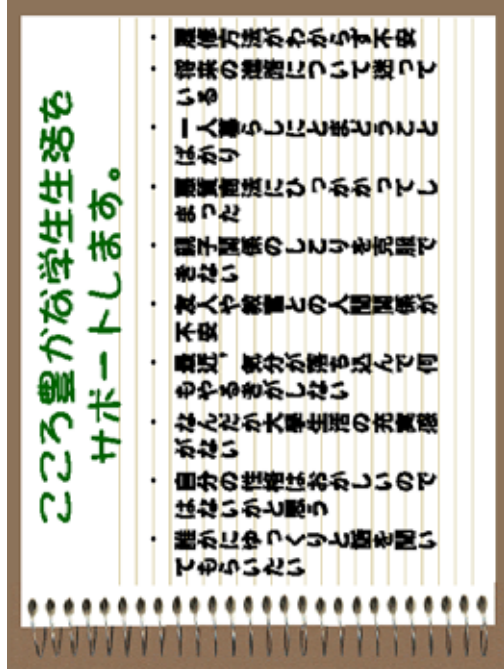 こころ豊かな学生生活を
サポートします。
・ 履修方法がわからず不安
・ 将来の進路について迷って
いる
・ 一人暮らしにとまどうこと
ばかり
・ 悪質商法にひっかかってし
まった
・ 親子関係のしこりを克服で
きない
・ 友人や教官との人間関係が
不安
・ 最近、気分が落ち込んで何
もやるきがしない
・ なんだか大学生活の充実感
がない
・ 自分の性格はおかしいので
はないかと思う
・ 誰かにゆっくりと話を聞い
てもらいたい